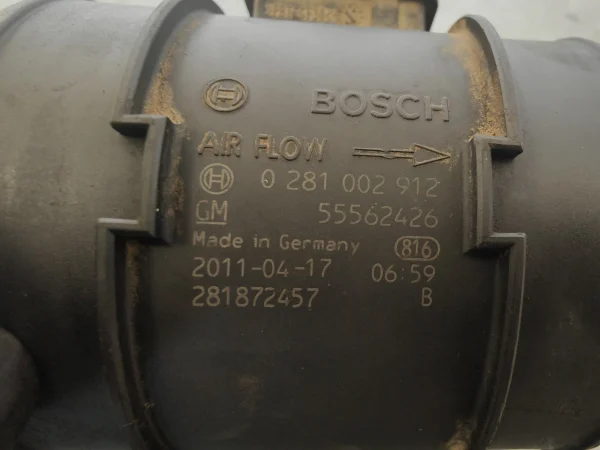 BOSCH
AIR FLOW
0 281 002 912
GM 55562426
Made in Germany 816
2011-04-17 06:59
281872457 B